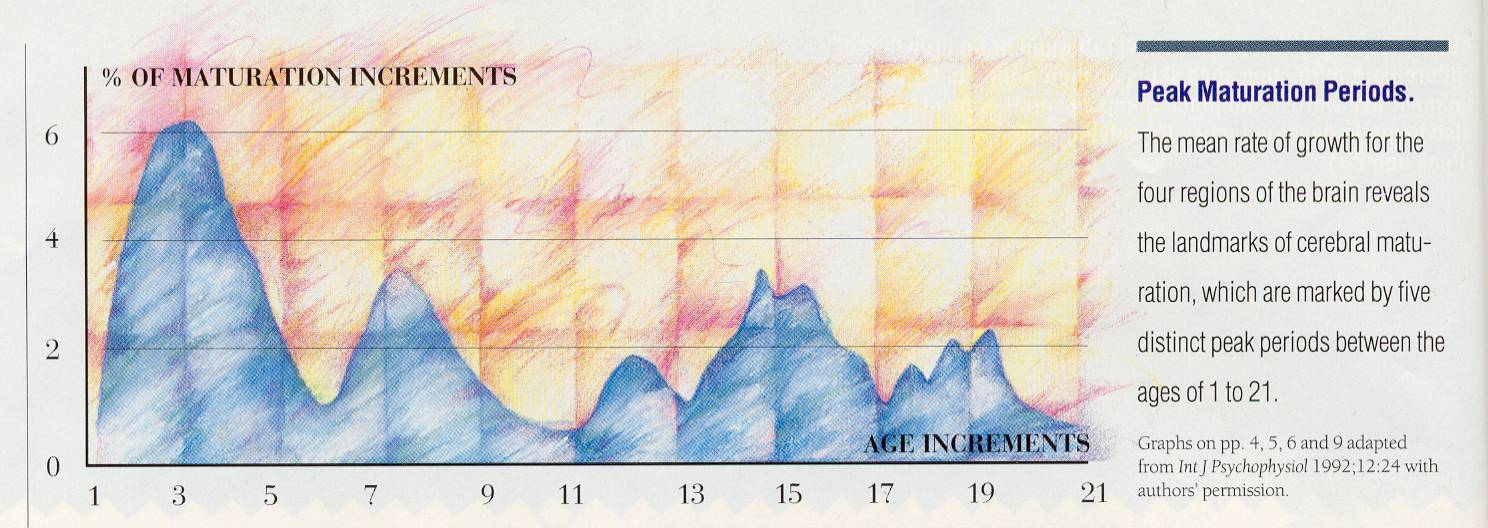 % OF MATURATION INCREMENTS
6
4
2
0
AGE INCREMENTS
1 3 5 7 9 11 13 15 17 19 21
Peak Maturation Periods.
The mean rate of growth for the
four regions of the brain reveals
the landmarks of cerebral matu-
ration, which are marked by five
distinct peak periods between the
ages of 1 to 21.
Graphs on pp. 4, 5, 6 and 9 adapted
from Int J Psychophysiol 1992;12:24 with
authors' permission.